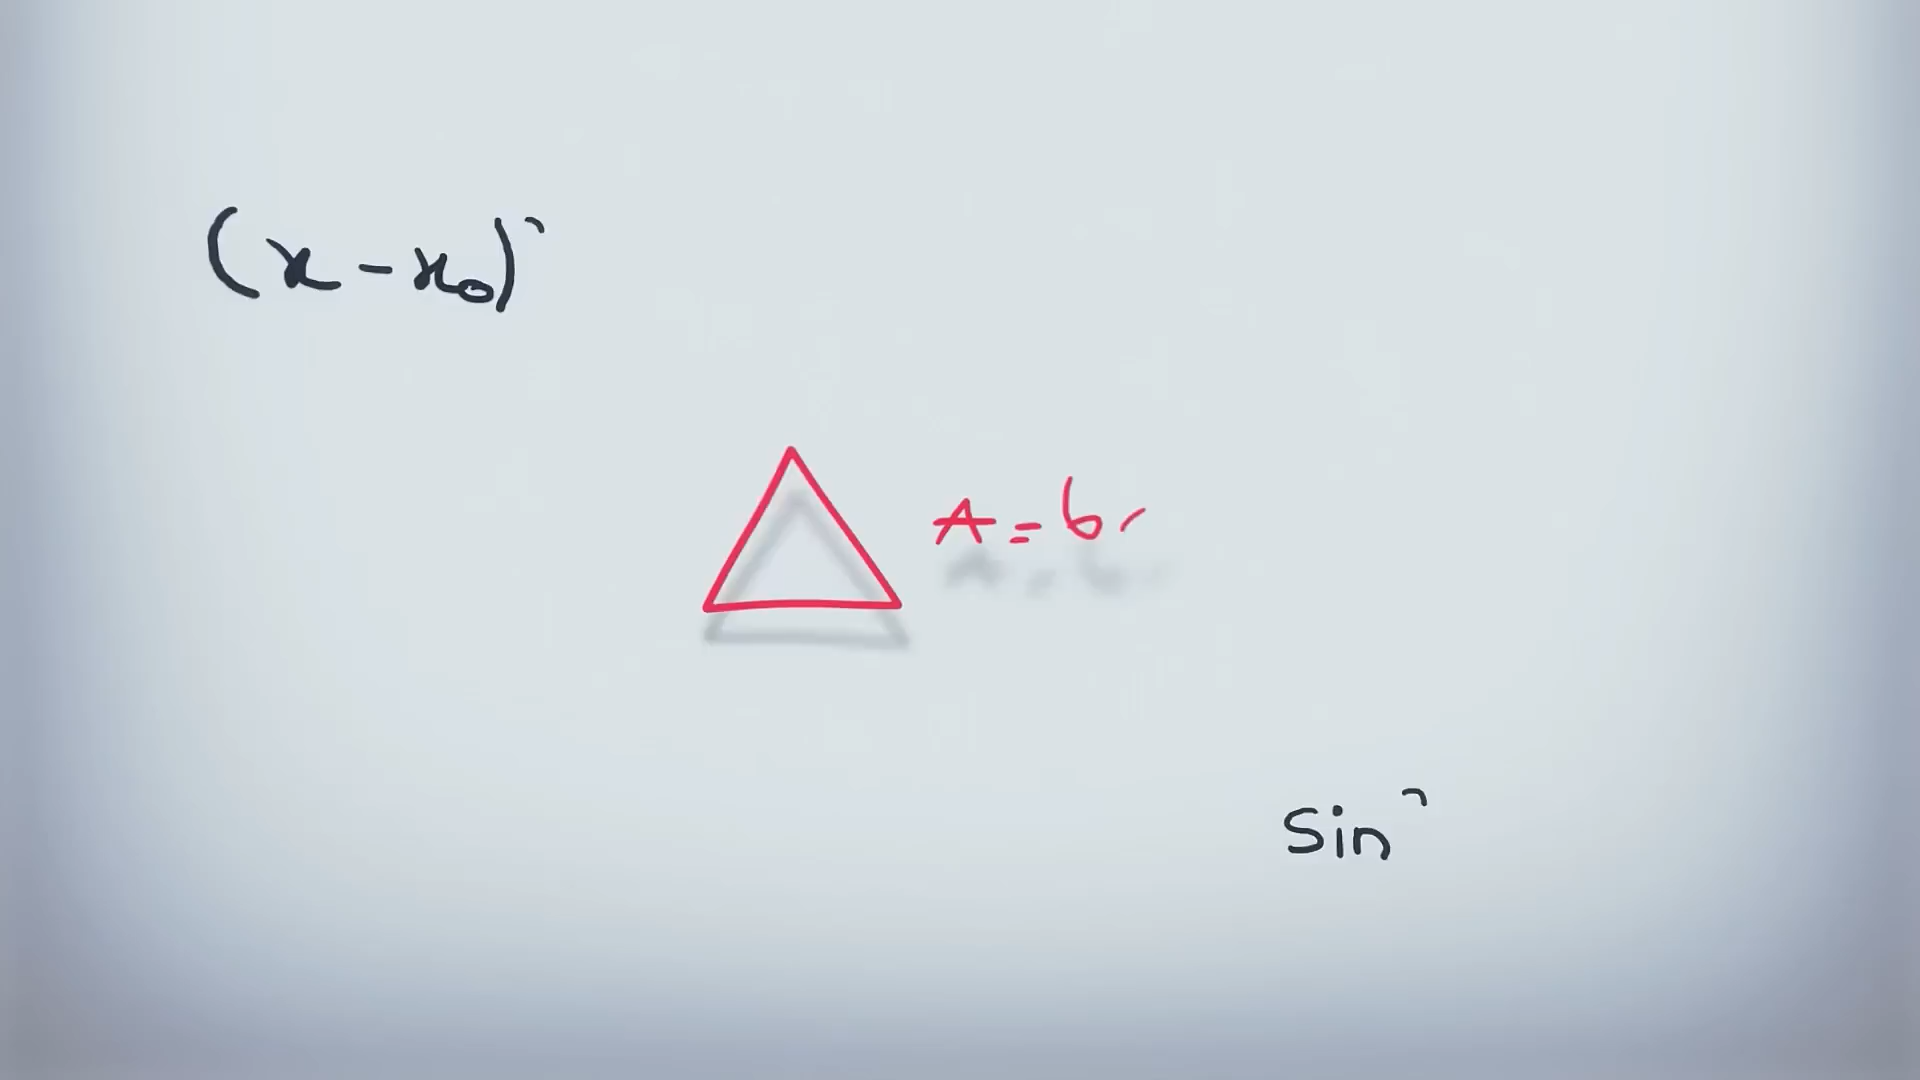 (x-x₀)
A=b
sin